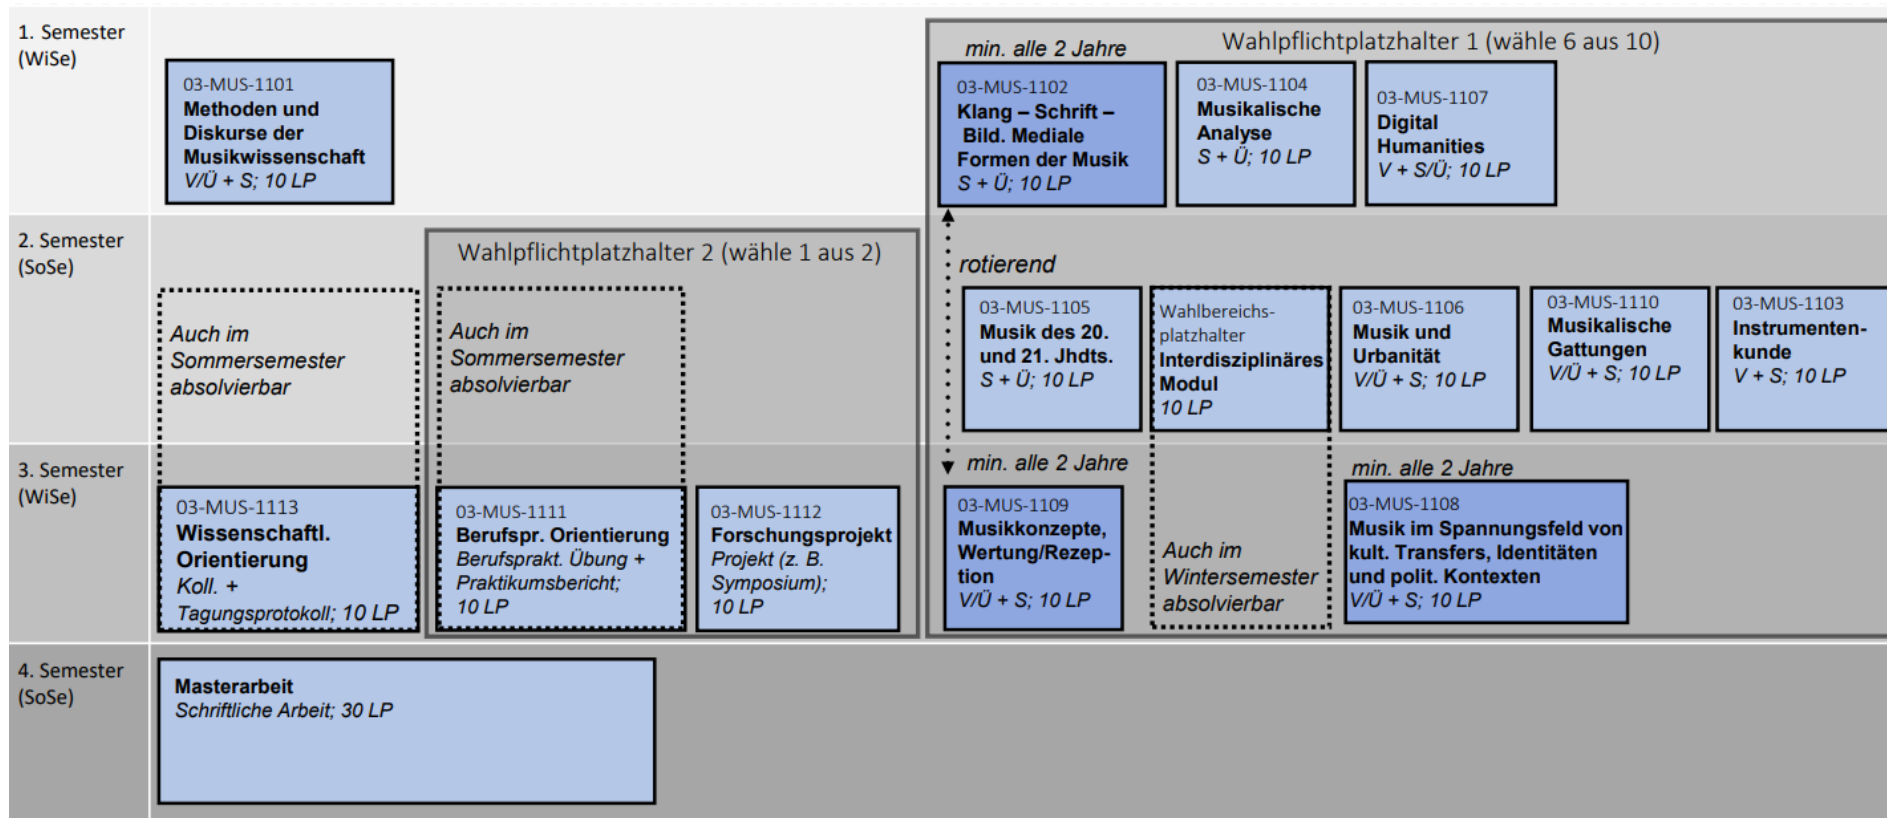 1. Semester
(WiSe)
03-MUS-1101
Methoden und
Diskurse der
Musikwissenschaft
V/Ü + S; 10 LP
Wahlpflichtplatzhalter 1 (wähle 6 aus 10)
min. alle 2 Jahre
03-MUS-1102
Klang – Schrift –
Bild. Mediale
Formen der Musik
S + Ü; 10 LP
03-MUS-1104
Musikalische
Analyse
S + Ü; 10 LP
03-MUS-1107
Digital
Humanities
V + S/Ü; 10 LP
2. Semester
(SoSe)
Auch im
Sommersemester
absolvierbar
Wahlpflichtplatzhalter 2 (wähle 1 aus 2)
Auch im
Sommersemester
absolvierbar
rotierend
03-MUS-1105
Musik des 20.
und 21. Jhdts.
S + Ü; 10 LP
Wahlbereichs-
platzhalter
Interdisziplinäres
Modul
10 LP
03-MUS-1106
Musik und
Urbanität
V/Ü + S; 10 LP
03-MUS-1110
Musikalische
Gattungen
V/Ü + S; 10 LP
03-MUS-1103
Instrumenten-
kunde
V + S; 10 LP
3. Semester
(WiSe)
03-MUS-1113
Wissenschaftl.
Orientierung
Koll. +
Tagungsprotokoll; 10 LP
03-MUS-1111
Berufspr. Orientierung
Berufsprakt. Übung +
Praktikumsbericht;
10 LP
03-MUS-1112
Forschungsprojekt
Projekt (z. B.
Symposium);
10 LP
min. alle 2 Jahre
03-MUS-1109
Musikkonzepte,
Wertung/Rezep-
tion
V/Ü + S; 10 LP
Auch im
Wintersemester
absolvierbar
min. alle 2 Jahre
03-MUS-1108
Musik im Spannungsfeld von
kult. Transfers, Identitäten
und polit. Kontexten
V/Ü + S; 10 LP
4. Semester
(SoSe)
Masterarbeit
Schriftliche Arbeit; 30 LP